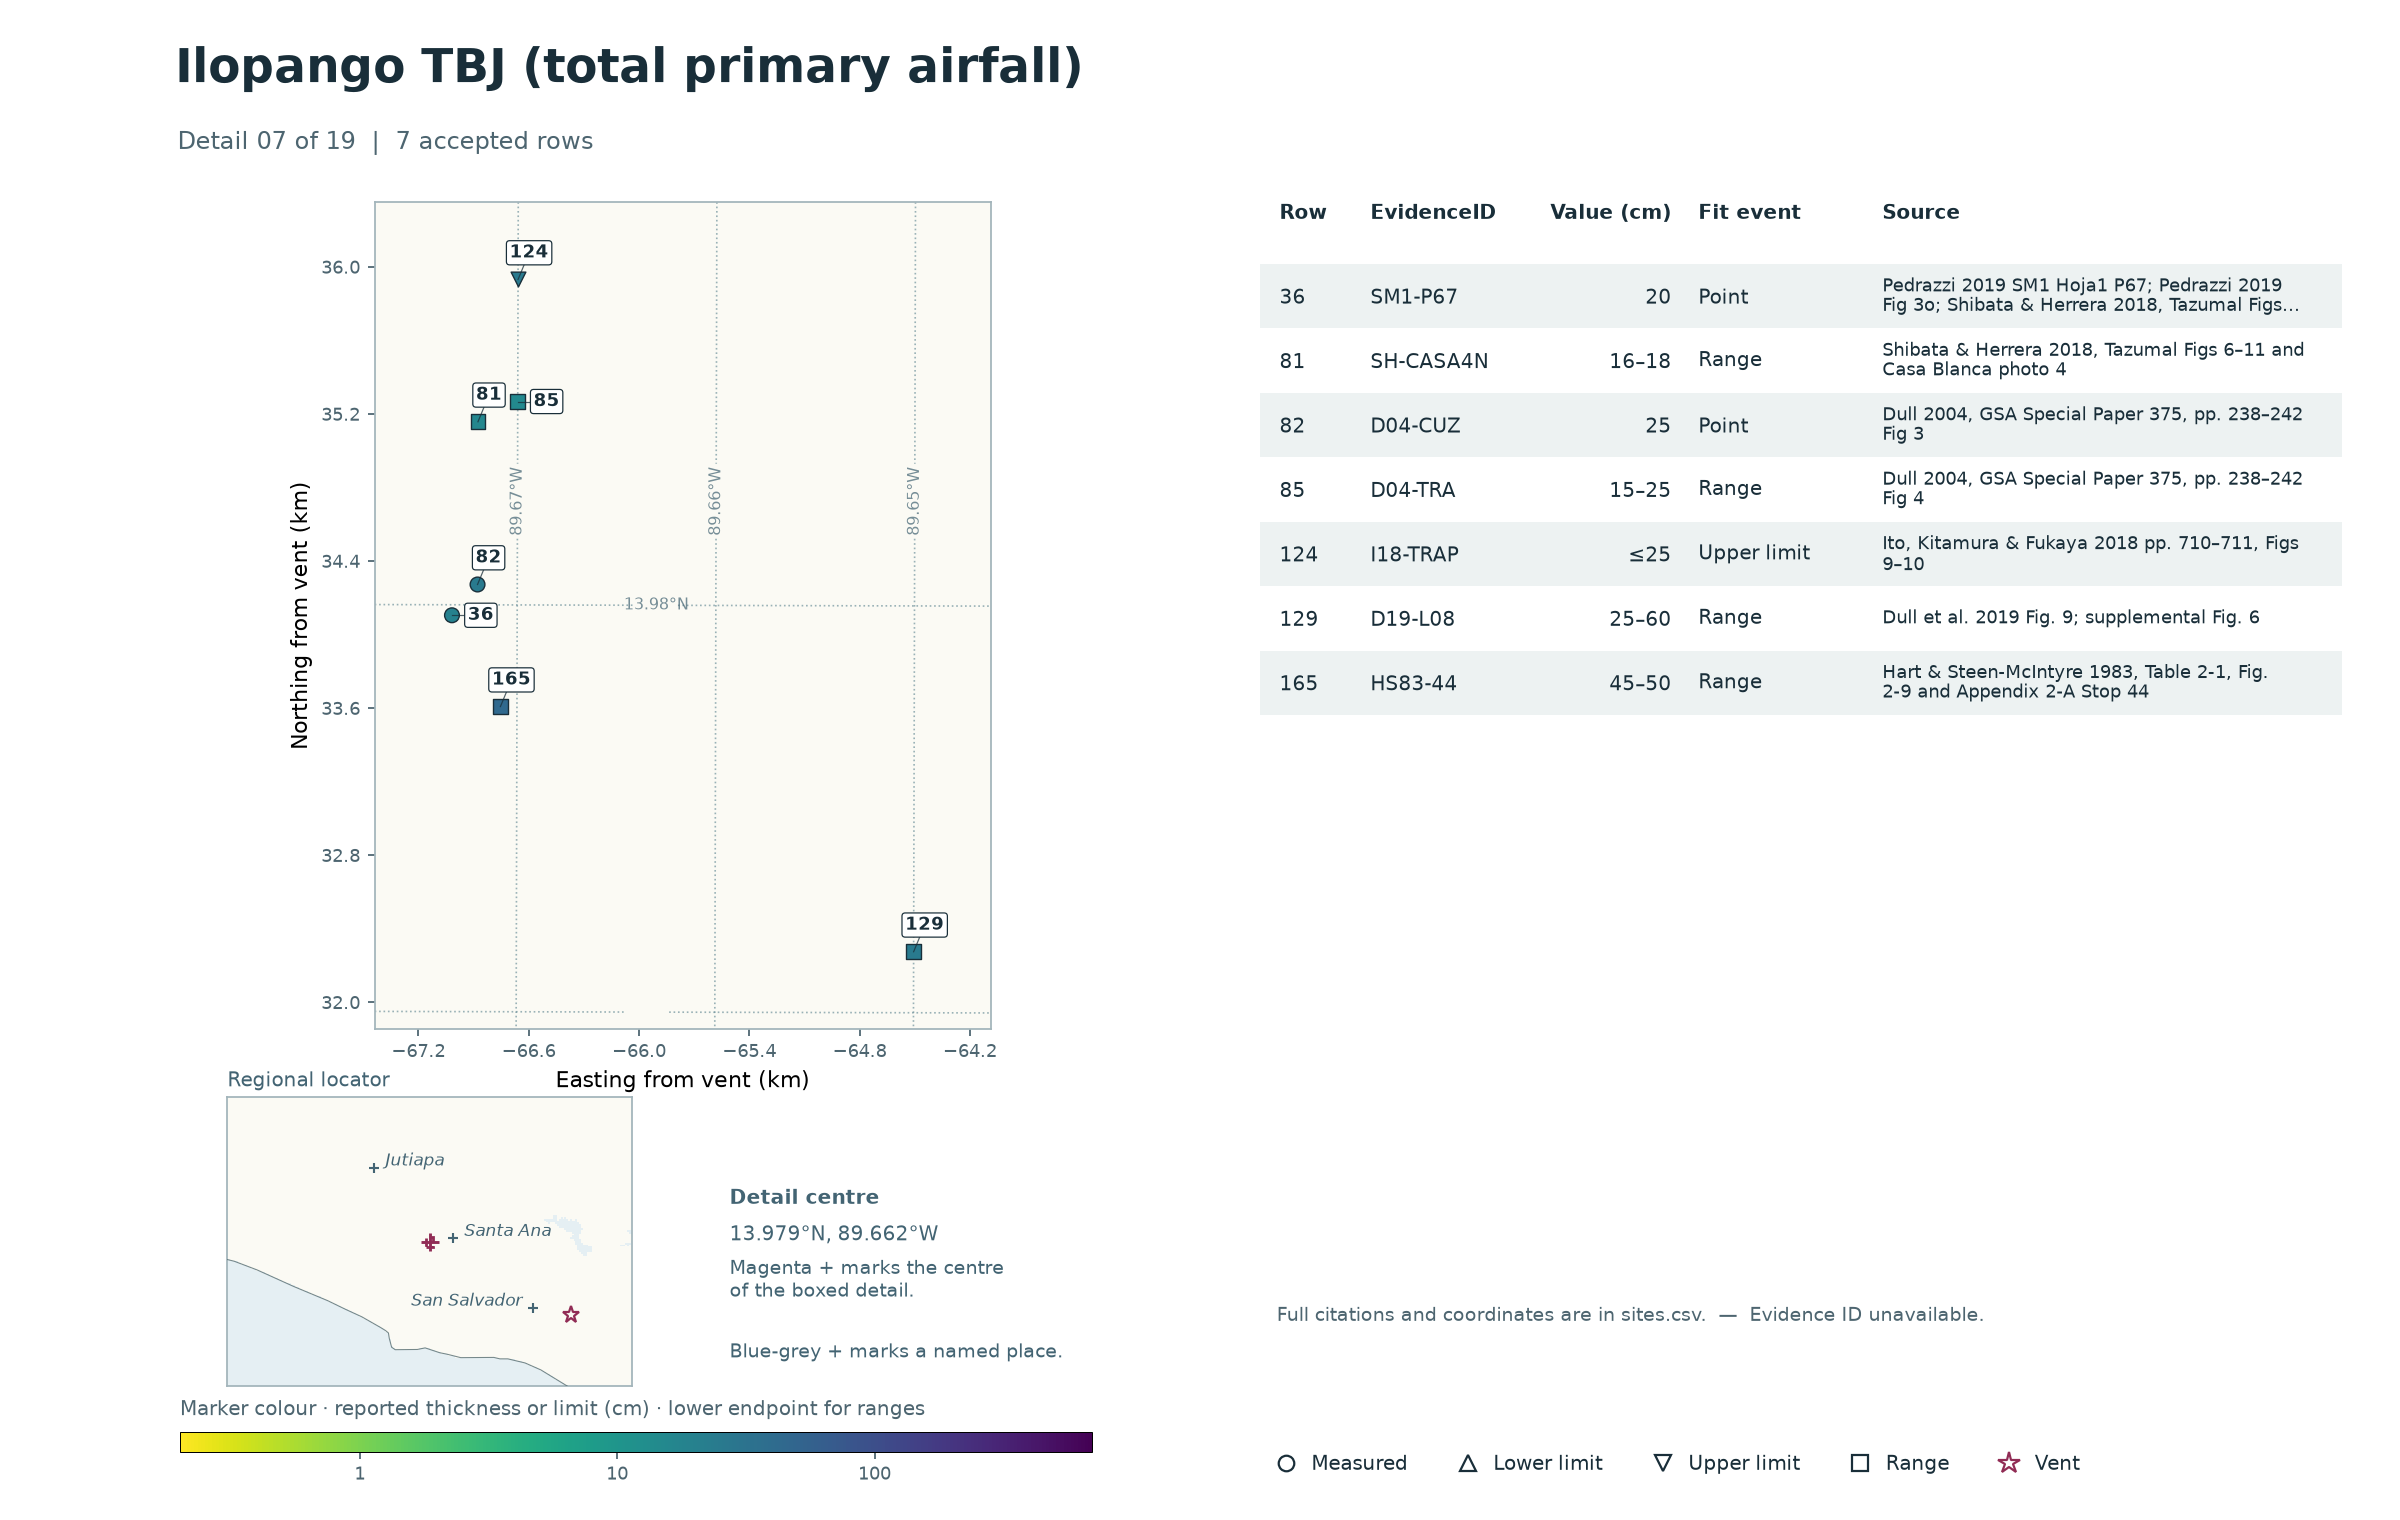 Ilopango TBJ (total primary airfall)
Detail 07 of 19 | 7 accepted rows
36.0
35.2
34.4
33.6
32.8
32.0
Northing from vent (km)
124
81
85
82
36
165
129
89.67°W
89.66°W
89.65°W
13.98°N
−67.2
−66.6
−66.0
−65.4
−64.8
−64.2
Easting from vent (km)
Row EvidenceID Value (cm) Fit event Source
36 SM1-P67 20 Point Pedrazzi 2019 SM1 Hoja1 P67; Pedrazzi 2019
Fig 3o; Shibata & Herrera 2018, Tazumal Figs…
81 SH-CASA4N 16–18 Range Shibata & Herrera 2018, Tazumal Figs 6–11 and
Casa Blanca photo 4
82 D04-CUZ 25 Point Dull 2004, GSA Special Paper 375, pp. 238–242
Fig 3
85 D04-TRA 15–25 Range Dull 2004, GSA Special Paper 375, pp. 238–242
Fig 4
124 I18-TRAP ≤25 Upper limit Ito, Kitamura & Fukaya 2018 pp. 710–711, Figs
9–10
129 D19-L08 25–60 Range Dull et al. 2019 Fig. 9; supplemental Fig. 6
165 HS83-44 45–50 Range Hart & Steen-McIntyre 1983, Table 2-1, Fig.
2-9 and Appendix 2-A Stop 44
Regional locator
Jutiapa
Santa Ana
San Salvador
Detail centre
13.979°N, 89.662°W
Magenta + marks the centre
of the boxed detail.
Blue-grey + marks a named place.
Full citations and coordinates are in sites.csv. — Evidence ID unavailable.
Marker colour · reported thickness or limit (cm) · lower endpoint for ranges
1
10
100
Measured
Lower limit
Upper limit
Range
Vent